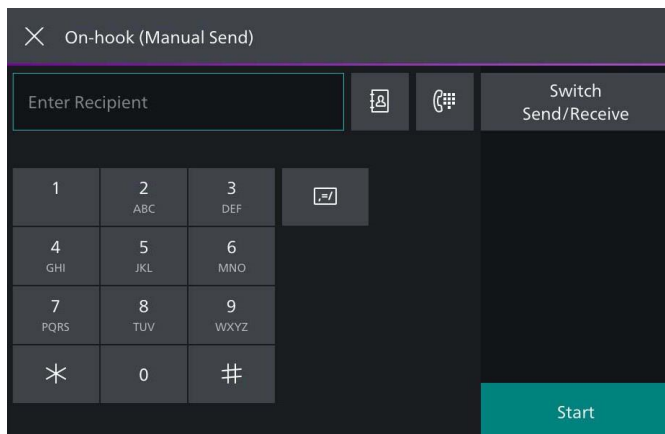 On-hook (Manual Send)
Enter Recipient
Switch
Send/Receive
1
2
3
ABC
DEF
,=/
4
5
6
GHI
JKL
MNO
7
8
9
PQRS
TUV
WXYZ
*
0
#
Start